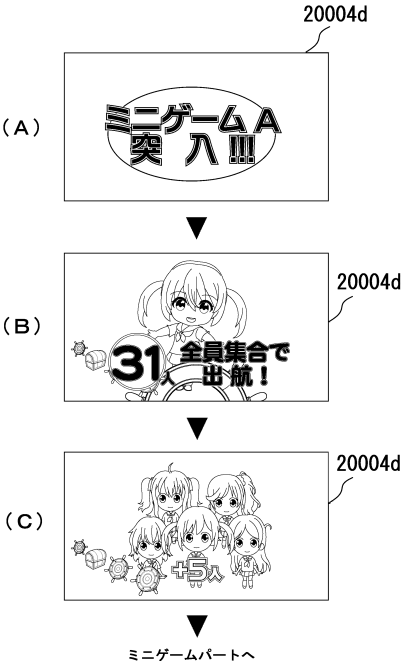 20004d
(A)
ミニゲームA
突 入!!!
20004d
(B)
31人
全員集合で
出航!
20004d
(C)
+5人
ミニゲームパートへ